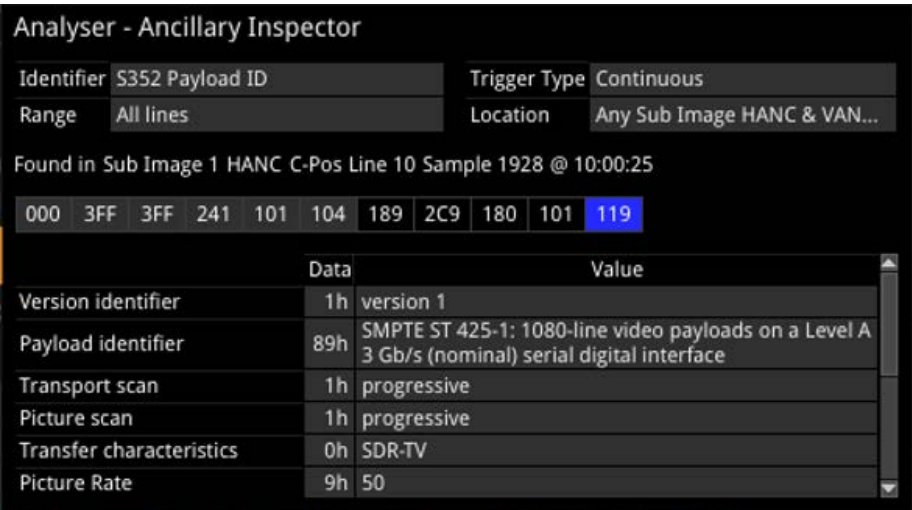 Analyser - Ancillary Inspector
Identifier S352 Payload ID Trigger Type Continuous
Range All lines Location Any Sub Image HANC & VAN...
Found in Sub Image 1 HANC C-Pos Line 10 Sample 1928 @ 10:00:25
000 3FF 3FF 241 101 104 189 2C9 180 101 119
Data Value
Version identifier 1h version 1
Payload identifier 89h SMPTE ST 425-1: 1080-line video payloads on a Level A
3 Gb/s (nominal) serial digital interface
Transport scan 1h progressive
Picture scan 1h progressive
Transfer characteristics 0h SDR-TV
Picture Rate 9h 50